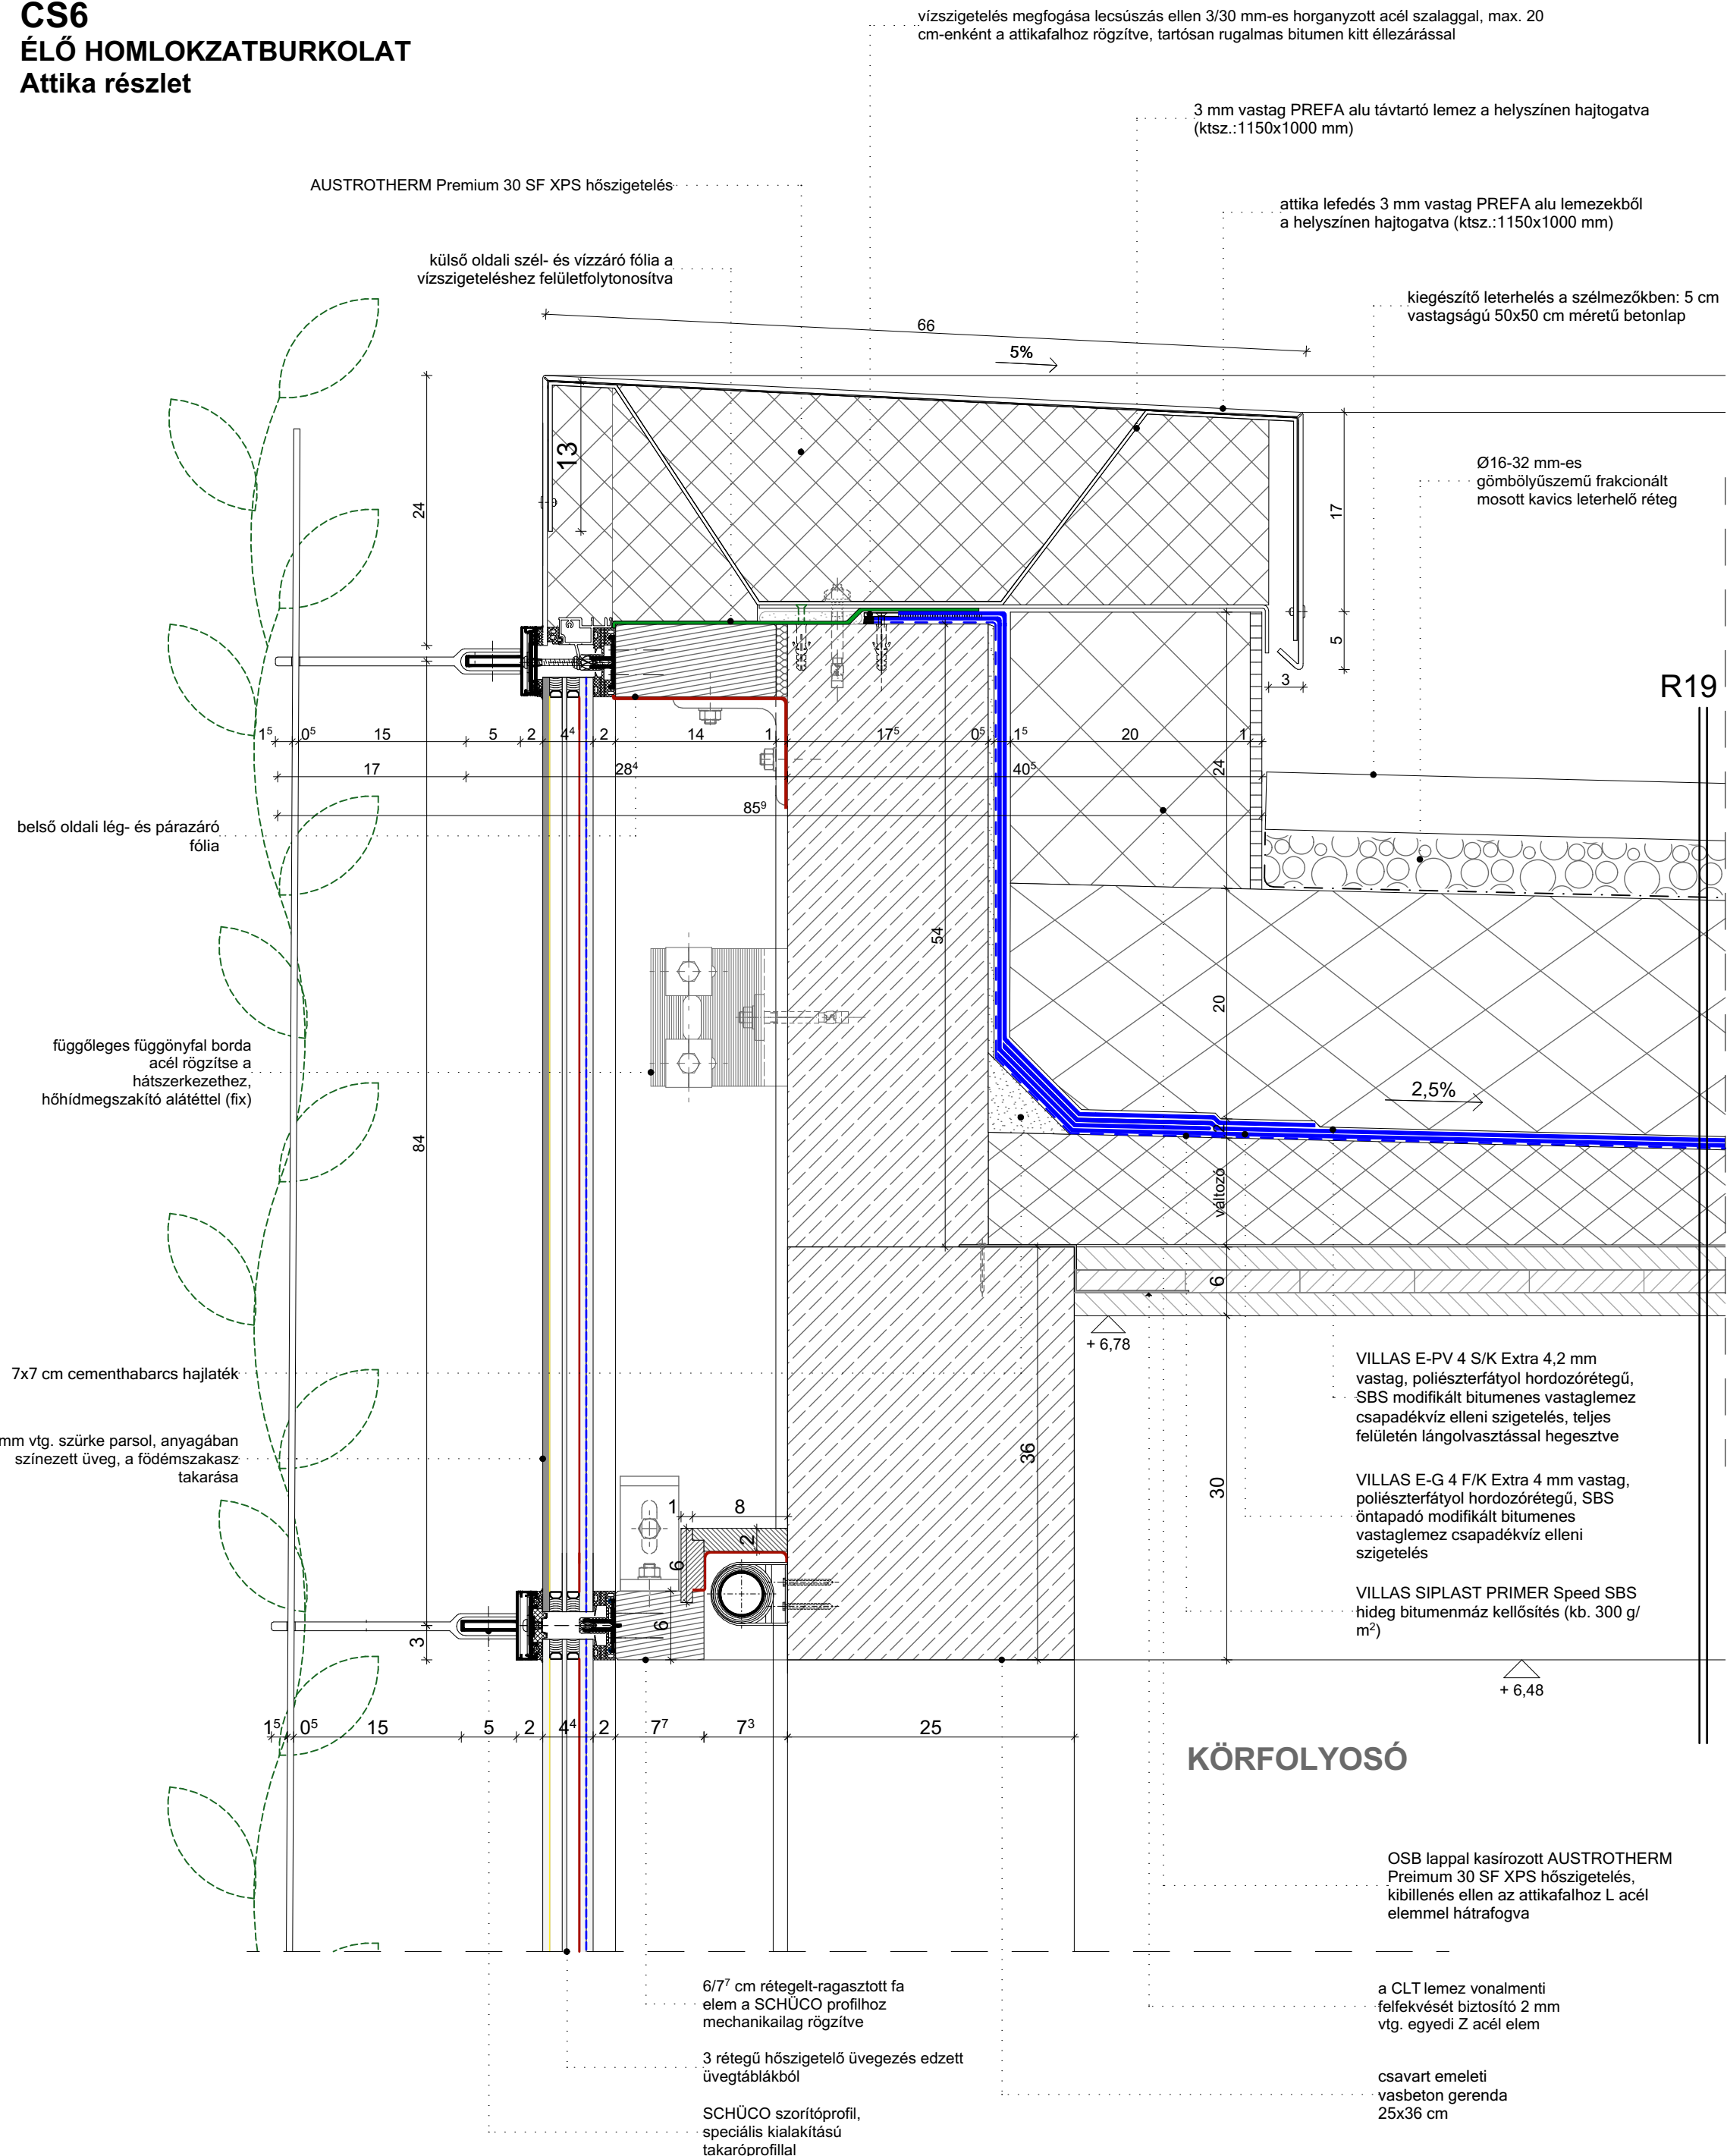 CS6
ÉLŐ HOMLOKZATBURKOLAT
Attika részlet
vízszigetelés megfogása lecsúszás ellen 3/30 mm-es horganyzott acél szalaggal, max. 20
cm-enként a attikafalhoz rögzítve, tartósan rugalmas bitumen kitt éllezárással
3 mm vastag PREFA alu távtartó lemez a helyszínen hajtogatva
(ktsz.:1150x1000 mm)
AUSTROTHERM Premium 30 SF XPS hőszigetelés
attika lefedés 3 mm vastag PREFA alu lemezekből
a helyszínen hajtogatva (ktsz.:1150x1000 mm)
külső oldali szél- és vízzáró fólia a
vízszigeteléshez felületfolytonosítva
kiegészítő leterhelés a szélmezőkben: 5 cm
vastagságú 50x50 cm méretű betonlap
66
5%
13
24
Ø16-32 mm-es
gömbölyűszemű frakcionált
mosott kavics leterhelő réteg
17
5
3
R19
1⁵ 0⁵ 15 5 2 4⁴ 2 14 1 17⁵ 0⁵ 1⁵ 20 1
17 28⁴ 40⁵
24
85⁹
belső oldali lég- és párazáró
fólia
54
20
függőleges függönyfal borda
acél rögzítse a
hátszerkezethez,
hőhídmegszakító alátéttel (fix)
2,5%
84
2
változó
6
+ 6,78
7x7 cm cementhabarcs hajlaték
VILLAS E-PV 4 S/K Extra 4,2 mm
vastag, poliészterfátyol hordozórétegű,
SBS modifikált bitumenes vastaglemez
csapadékvíz elleni szigetelés, teljes
felületén lángolvasztással hegesztve
mm vtg. szürke parsol, anyagában
színezett üveg, a födémszakasz
takarása
36
30
VILLAS E-G 4 F/K Extra 4 mm vastag,
poliészterfátyol hordozórétegű, SBS
öntapadó modifikált bitumenes
vastaglemez csapadékvíz elleni
szigetelés
1 8
2
6
6
3
VILLAS SIPLAST PRIMER Speed SBS
hideg bitumenmáz kellősítés (kb. 300 g/
m²)
+ 6,48
1⁵ 0⁵ 15 5 2 4⁴ 2 7⁷ 7³ 25
KÖRFOLYOSÓ
OSB lappal kasírozott AUSTROTHERM
Preimum 30 SF XPS hőszigetelés,
kibillenés ellen az attikafalhoz L acél
elemmel hátrafogva
6/7⁷ cm rétegelt-ragasztott fa
elem a SCHÜCO profilhoz
mechanikailag rögzítve
a CLT lemez vonalmenti
felfekvését biztosító 2 mm
vtg. egyedi Z acél elem
3 rétegű hőszigetelő üvegezés edzett
üvegtáblákból
csavart emeleti
vasbeton gerenda
25x36 cm
SCHÜCO szorítóprofil,
speciális kialakítású
takaróprofillal